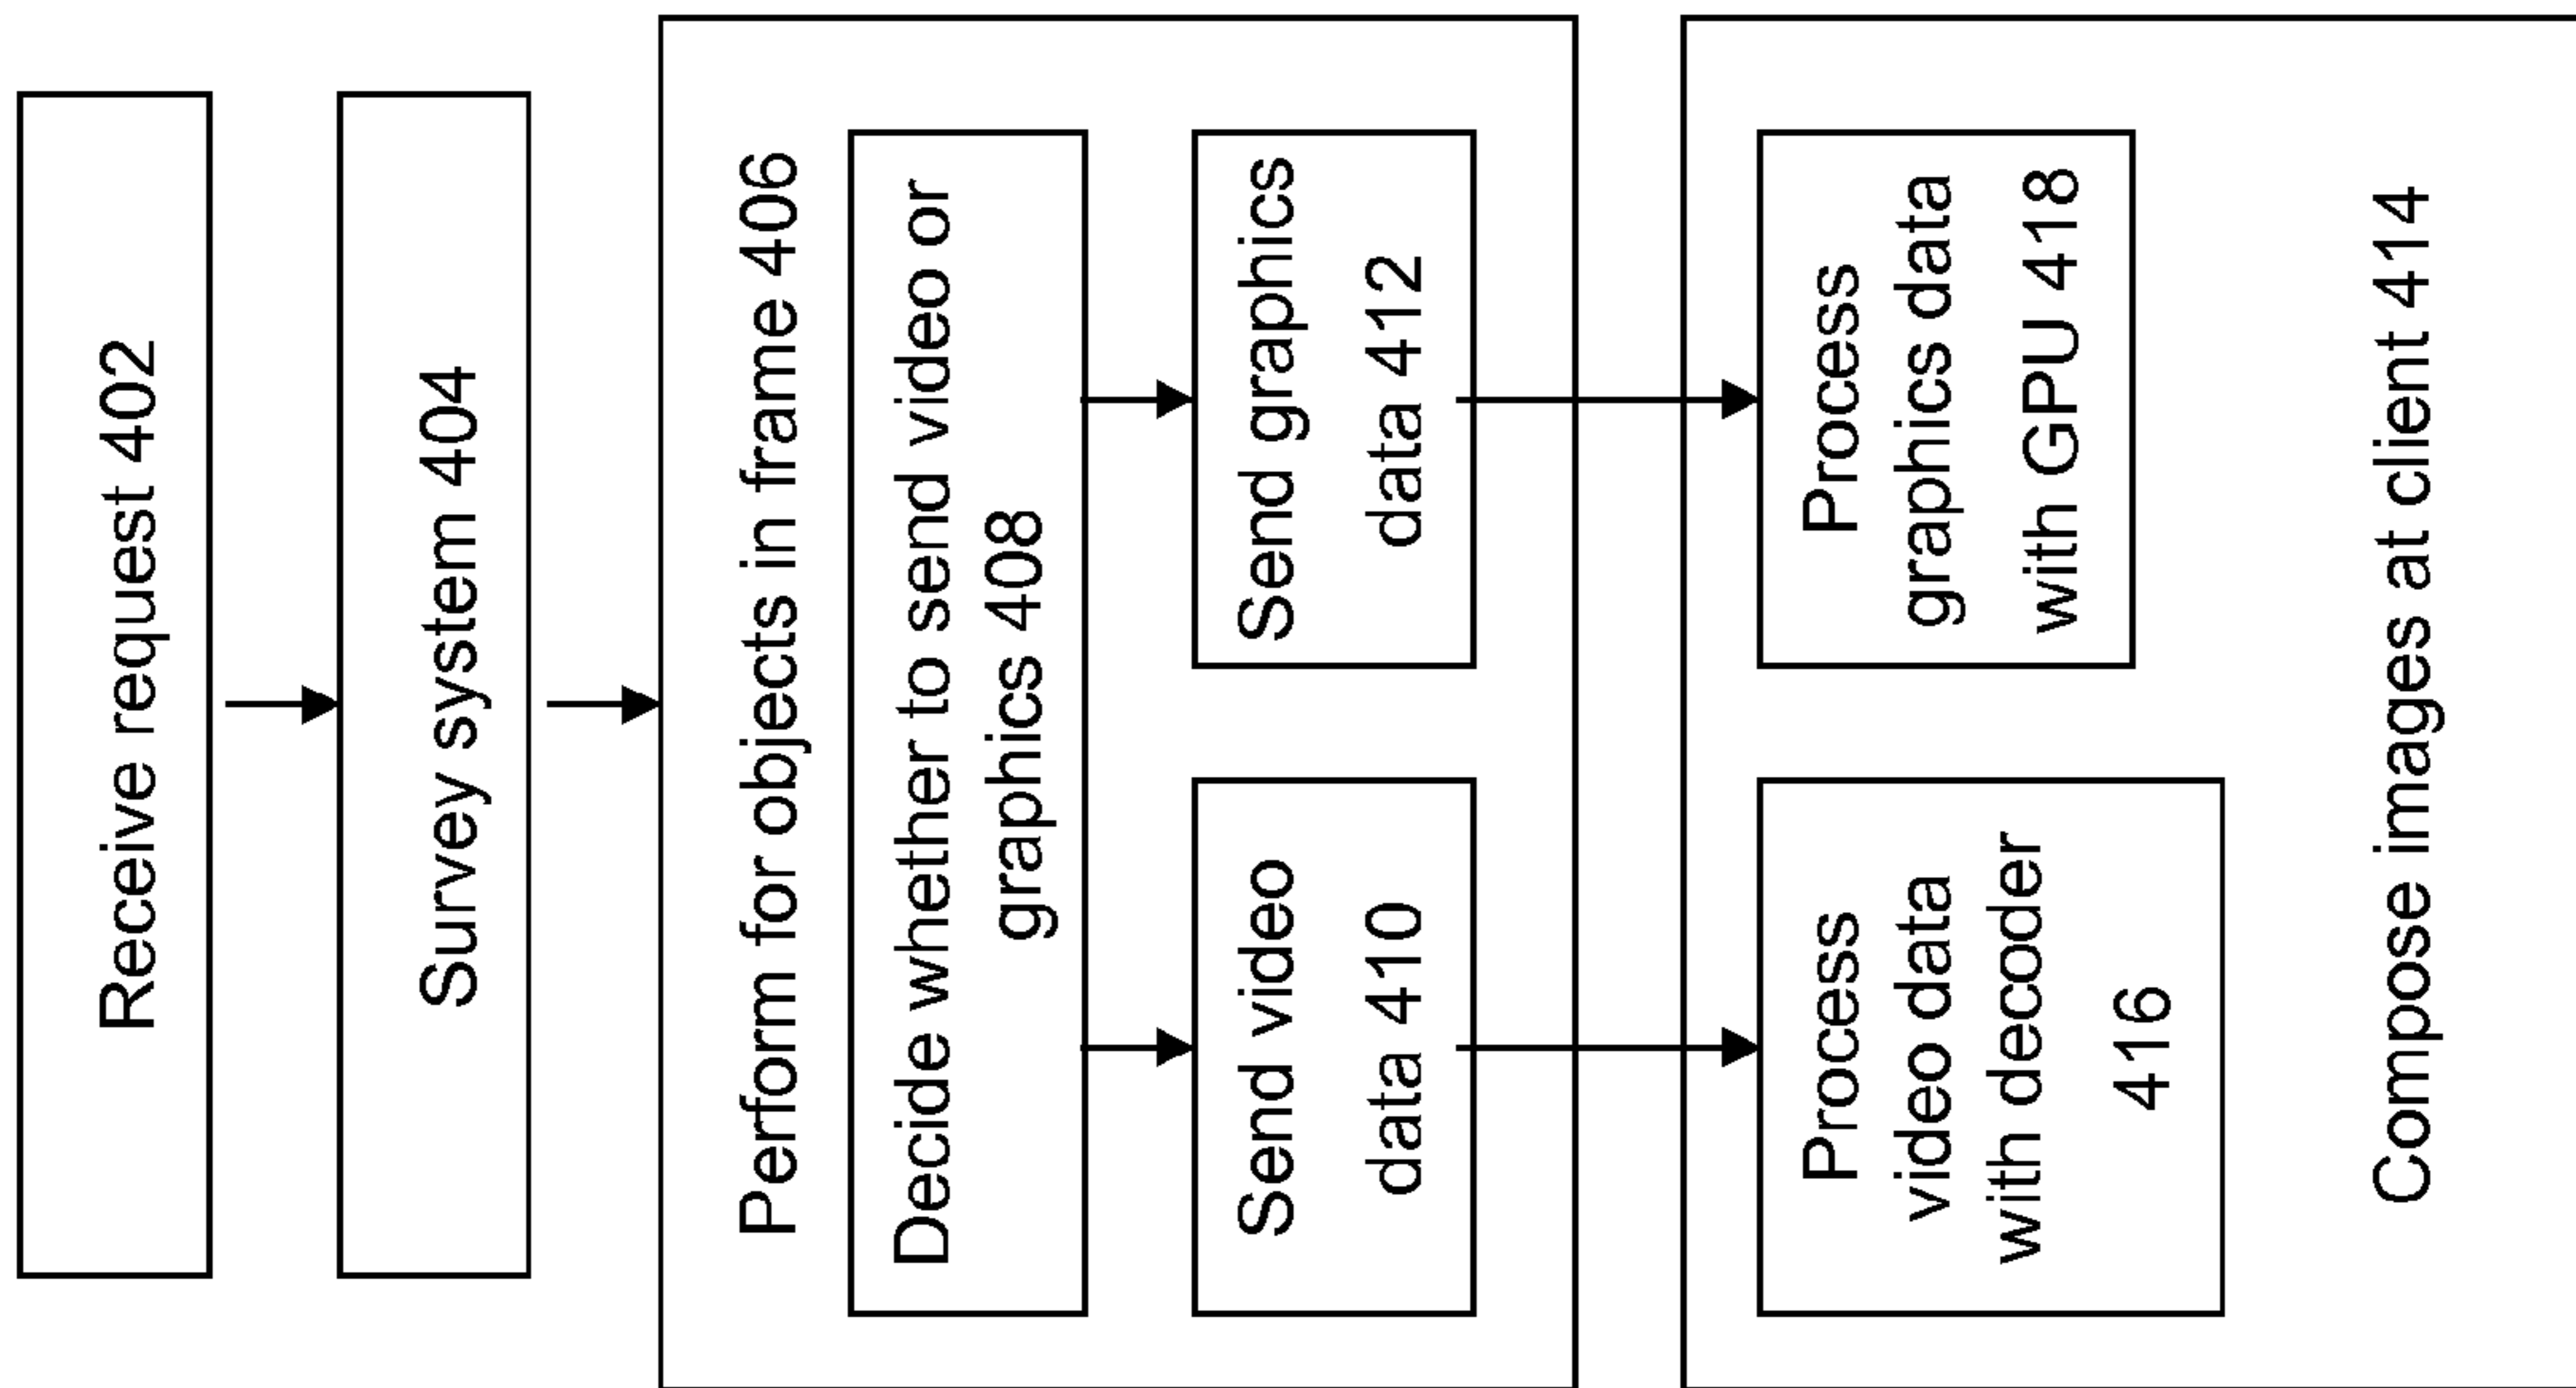 Receive request 402
Survey system 404
Perform for objects in frame 406
Decide whether to send video or
graphics 408
Send video
data 410
Send graphics
data 412
Process
video data
with decoder
416
Process
graphics data
with GPU 418
Compose images at client 414